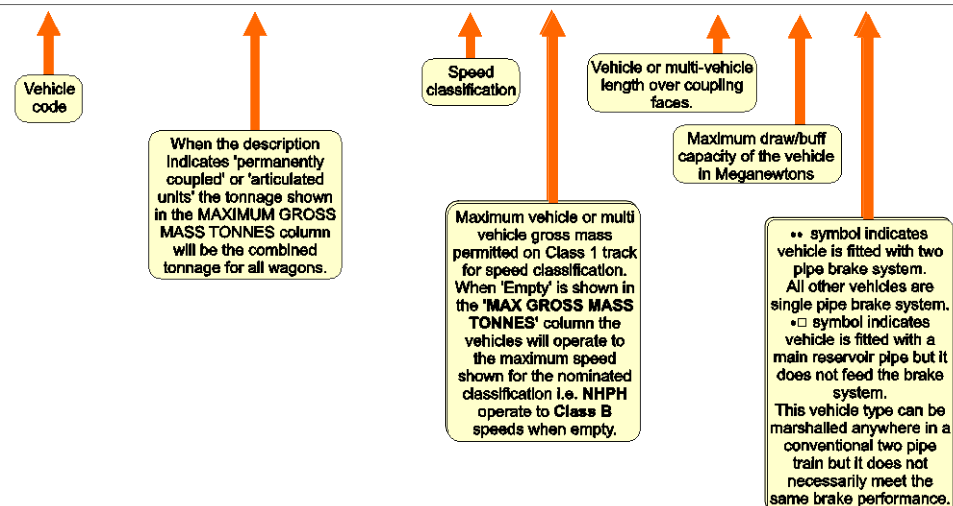 Vehicle
code
When the description
indicates 'permanently
coupled' or 'articulated
units' the tonnage shown
in the MAXIMUM GROSS
MASS TONNES column
will be the combined
tonnage for all wagons.
Speed
classification
Maximum vehicle or multi
vehicle gross mass
permitted on Class 1 track
for speed classification.
When 'Empty' is shown in
the 'MAX GROSS MASS
TONNES' column the
vehicles will operate to
the maximum speed
shown for the nominated
classification i.e. NHPH
operate to Class B
speeds when empty.
Vehicle or multi-vehicle
length over coupling
faces.
Maximum draw/buff
capacity of the vehicle
in Meganewtons
•• symbol indicates
vehicle is fitted with two
pipe brake system.
All other vehicles are
single pipe brake system.
•□ symbol indicates
vehicle is fitted with a
main reservoir pipe but it
does not feed the brake
system.
This vehicle type can be
marshalled anywhere in a
conventional two pipe
train but it does not
necessarily meet the
same brake performance.